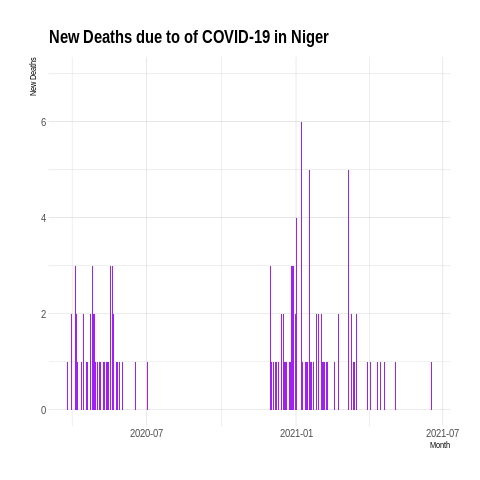 New Deaths due to of COVID-19 in Niger
New Deaths
6
4
2
0
2020-07
2021-01
2021-07
Month